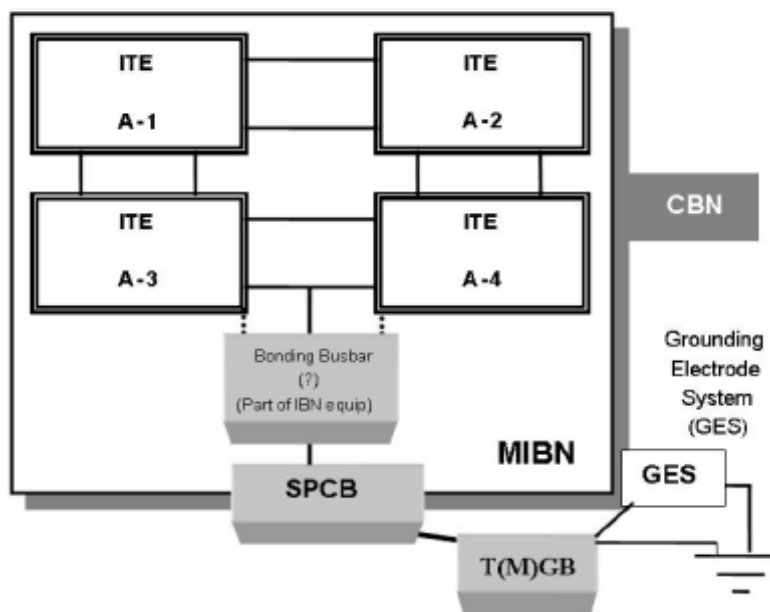 ITE
A-1
ITE
A-2
ITE
A-3
ITE
A-4
CBN
Bonding Busbar
(?)
(Part of IBN equip)
Grounding
Electrode
System
(GES)
MIBN
SPCB
GES
T(M)GB